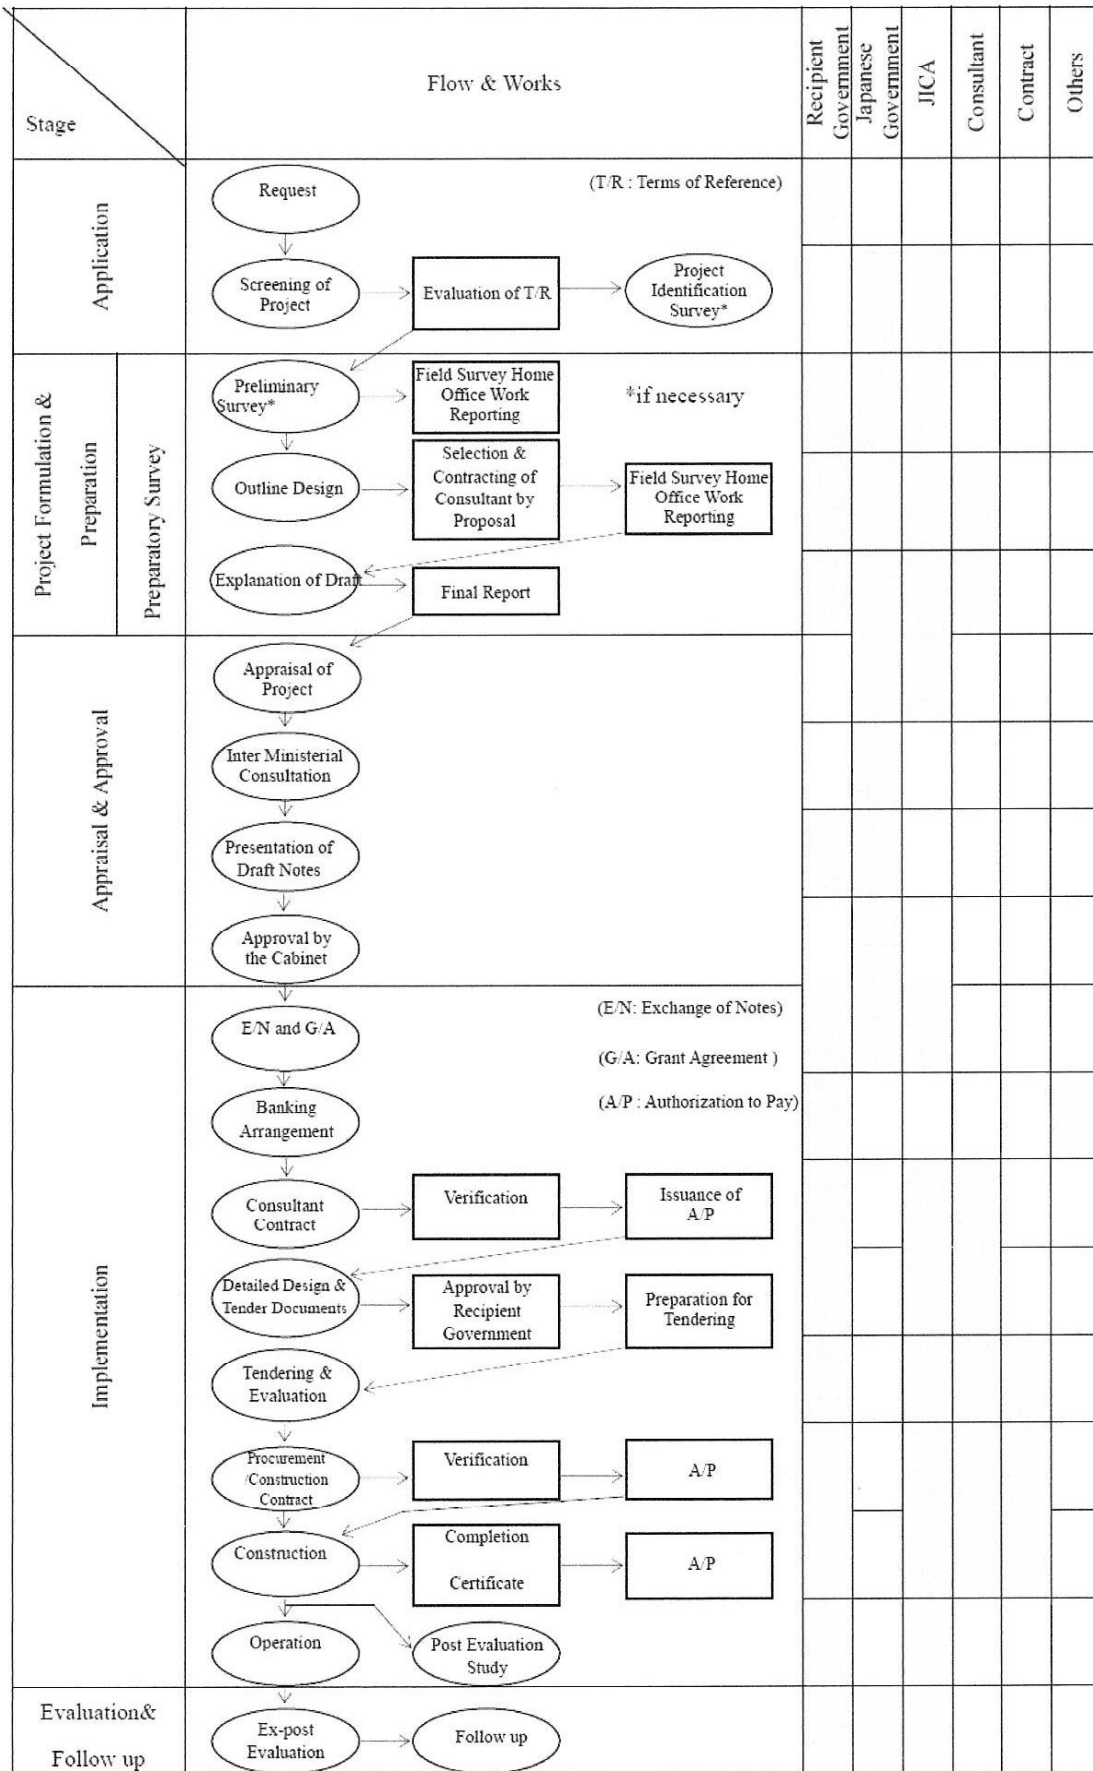 Stage
Flow & Works
Recipient
Government
Japanese
Government
JICA
Consultant
Contract
Others
Application
Request
(T/R : Terms of Reference)
Screening of
Project
Evaluation of T/R
Project
Identification
Survey*
Project Formulation &
Preparation
Preparatory Survey
Preliminary
Survey*
Field Survey Home
Office Work
Reporting
*if necessary
Outline Design
Selection &
Contracting of
Consultant by
Proposal
Field Survey Home
Office Work
Reporting
Explanation of Draft
Final Report
Appraisal & Approval
Appraisal of
Project
Inter Ministerial
Consultation
Presentation of
Draft Notes
Approval by
the Cabinet
Implementation
E/N and G/A
(E/N: Exchange of Notes)
(G/A: Grant Agreement )
(A/P : Authorization to Pay)
Banking
Arrangement
Consultant
Contract
Verification
Issuance of
A/P
Detailed Design &
Tender Documents
Approval by
Recipient
Government
Preparation for
Tendering
Tendering &
Evaluation
Procurement
/Construction
Contract
Verification
A/P
Construction
Completion
Certificate
A/P
Operation
Post Evaluation
Study
Evaluation&
Follow up
Ex-post
Evaluation
Follow up